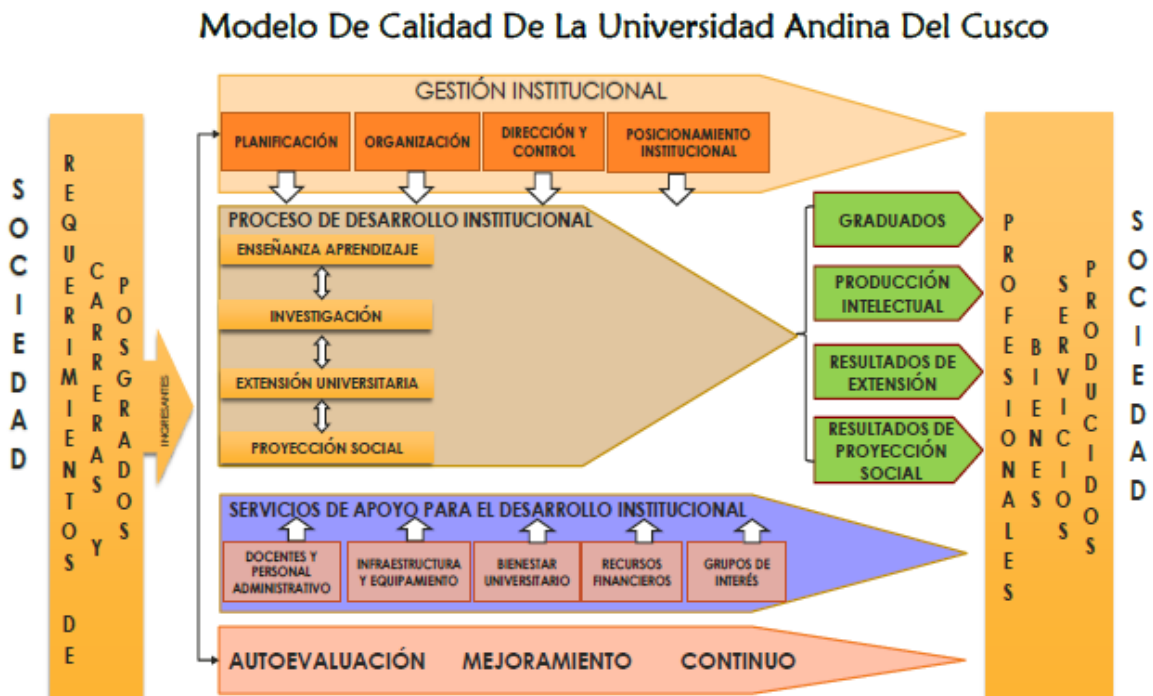 Modelo De Calidad De La Universidad Andina Del Cusco
SOCIEDAD
REQUERIMIENTOS DE
CARRERAS Y
POSGRADOS
INGRESANTES
GESTIÓN INSTITUCIONAL
PLANIFICACIÓN
ORGANIZACIÓN
DIRECCIÓN Y
CONTROL
POSICIONAMIENTO
INSTITUCIONAL
PROCESO DE DESARROLLO INSTITUCIONAL
ENSEÑANZA APRENDIZAJE
INVESTIGACIÓN
EXTENSIÓN UNIVERSITARIA
PROYECCIÓN SOCIAL
GRADUADOS
PRODUCCIÓN
INTELECTUAL
RESULTADOS DE
EXTENSIÓN
RESULTADOS DE
PROYECCIÓN
SOCIAL
SERVICIOS DE APOYO PARA EL DESARROLLO INSTITUCIONAL
DOCENTES Y
PERSONAL
ADMINISTRATIVO
INFRAESTRUCTURA
Y EQUIPAMIENTO
BIENESTAR
UNIVERSITARIO
RECURSOS
FINANCIEROS
GRUPOS DE
INTERÉS
AUTOEVALUACIÓN MEJORAMIENTO CONTINUO
PROFESIONALES
BIENES
SERVICIOS
PRODUCIDOS
SOCIEDAD